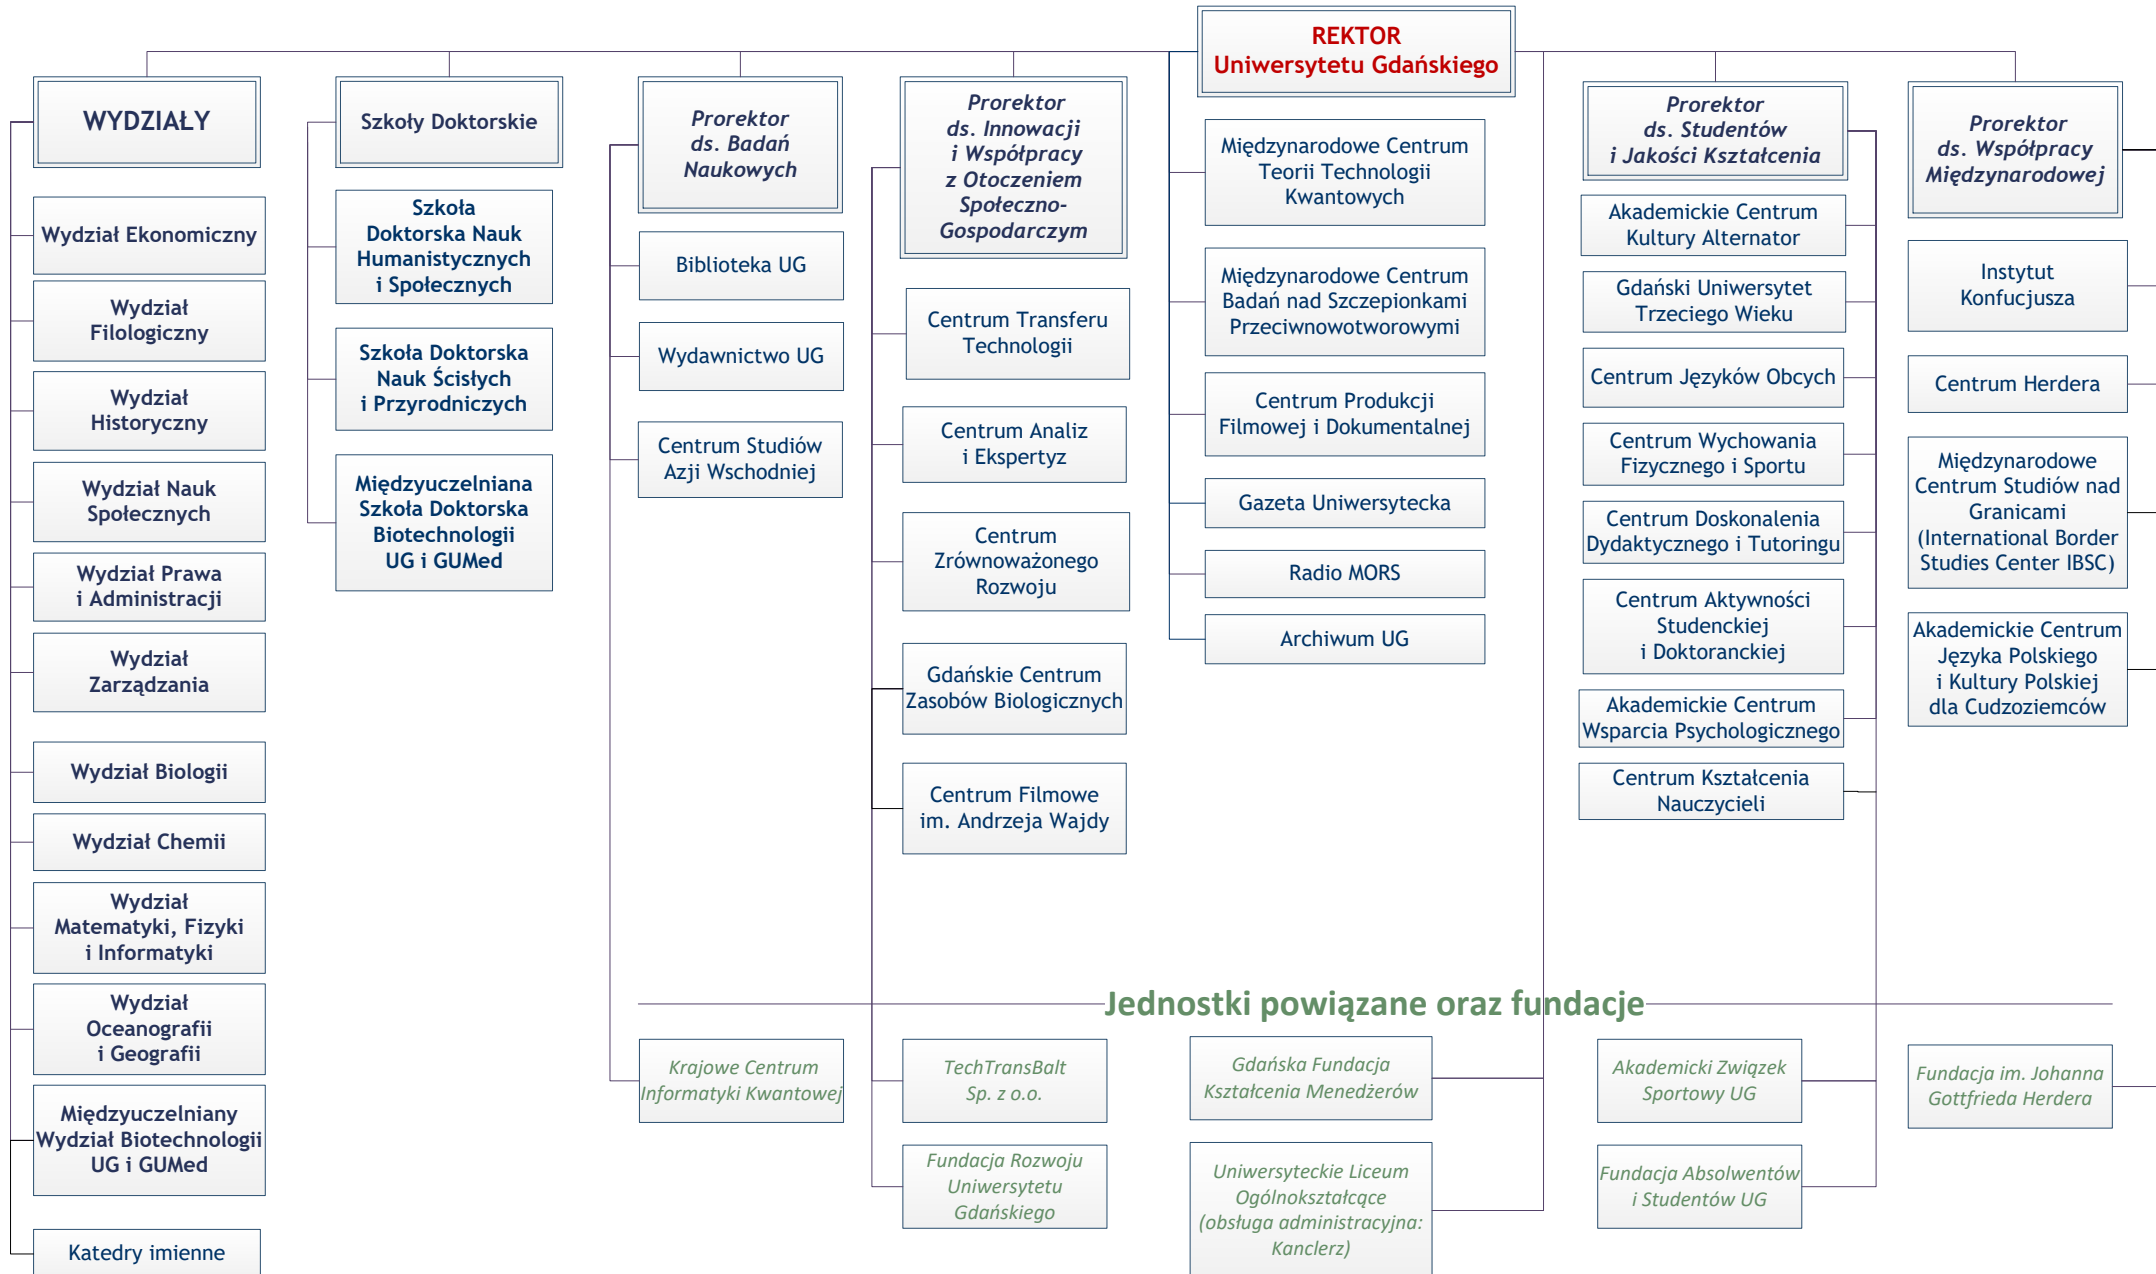 REKTOR
Uniwersytetu Gdańskiego
WYDZIAŁY
Wydział Ekonomiczny
Wydział
Filologiczny
Wydział
Historyczny
Wydział Nauk
Społecznych
Wydział Prawa
i Administracji
Wydział
Zarządzania
Wydział Biologii
Wydział Chemii
Wydział
Matematyki, Fizyki
i Informatyki
Wydział
Oceanografii
i Geografii
Międzyuczelniany
Wydział Biotechnologii
UG i GUMed
Katedry imienne
Szkoły Doktorskie
Szkoła
Doktorska Nauk
Humanistycznych
i Społecznych
Szkoła Doktorska
Nauk Ścisłych
i Przyrodniczych
Międzyuczelniana
Szkoła Doktorska
Biotechnologii
UG i GUMed
Prorektor
ds. Badań
Naukowych
Biblioteka UG
Wydawnictwo UG
Centrum Studiów
Azji Wschodniej
Prorektor
ds. Innowacji
i Współpracy
z Otoczeniem
Społeczno-
Gospodarczym
Centrum Transferu
Technologii
Centrum Analiz
i Ekspertyz
Centrum
Zrównoważonego
Rozwoju
Gdańskie Centrum
Zasobów Biologicznych
Centrum Filmowe
im. Andrzeja Wajdy
Międzynarodowe Centrum
Teorii Technologii
Kwantowych
Międzynarodowe Centrum
Badań nad Szczepionkami
Przeciwnowotworowymi
Centrum Produkcji
Filmowej i Dokumentalnej
Gazeta Uniwersytecka
Radio MORS
Archiwum UG
Prorektor
ds. Studentów
i Jakości Kształcenia
Akademickie Centrum
Kultury Alternator
Gdański Uniwersytet
Trzeciego Wieku
Centrum Języków Obcych
Centrum Wychowania
Fizycznego i Sportu
Centrum Doskonalenia
Dydaktycznego i Tutoringu
Centrum Aktywności
Studenckiej
i Doktoranckiej
Akademickie Centrum
Wsparcia Psychologicznego
Centrum Kształcenia
Nauczycieli
Prorektor
ds. Współpracy
Międzynarodowej
Instytut
Konfucjusza
Centrum Herdera
Międzynarodowe
Centrum Studiów nad
Granicami
(International Border
Studies Center IBSC)
Akademickie Centrum
Języka Polskiego
i Kultury Polskiej
dla Cudzoziemców
Jednostki powiązane oraz fundacje
Krajowe Centrum
Informatyki Kwantowej
TechTransBalt
Sp. z o.o.
Fundacja Rozwoju
Uniwersytetu
Gdańskiego
Gdańska Fundacja
Kształcenia Menedżerów
Uniwersyteckie Liceum
Ogólnokształcące
(obsługa administracyjna:
Kanclerz)
Akademicki Związek
Sportowy UG
Fundacja Absolwentów
i Studentów UG
Fundacja im. Johanna
Gottfrieda Herdera